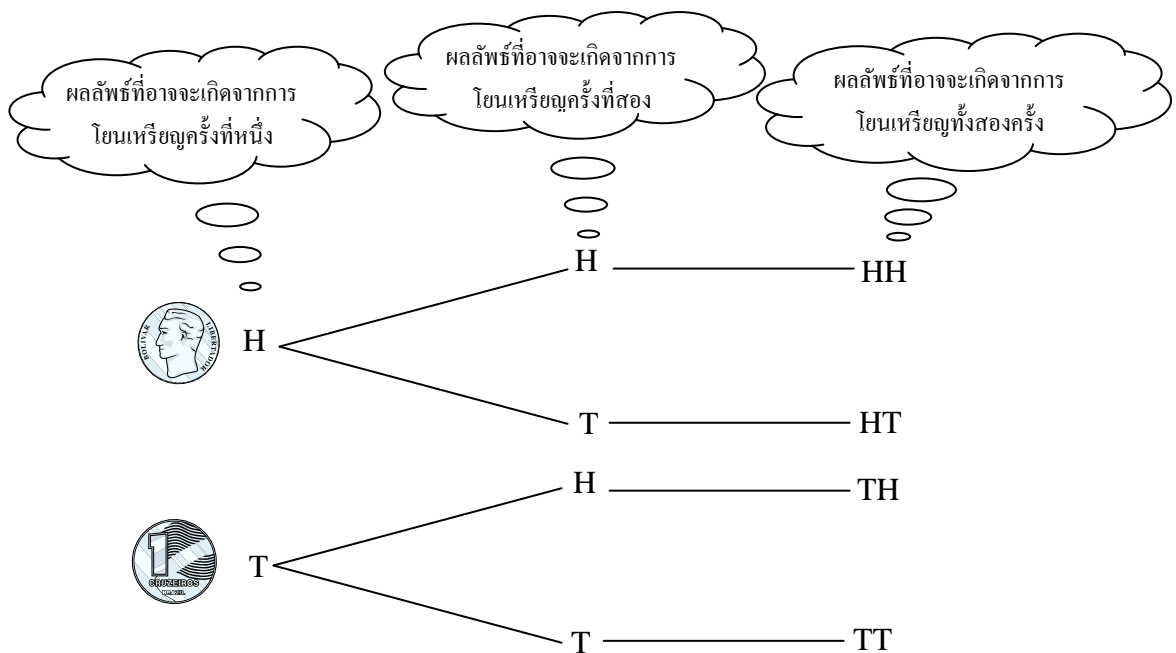 ผลลัพธ์ที่อาจจะเกิดจากการ
โยนเหรียญครั้งที่หนึ่ง
ผลลัพธ์ที่อาจจะเกิดจากการ
โยนเหรียญครั้งที่สอง
ผลลัพธ์ที่อาจจะเกิดจากการ
โยนเหรียญทั้งสองครั้ง
H HH
BOLIVAR LIBERTADOR H
T HT
H TH
1 CRUZEIROS BRAZIL T
T TT